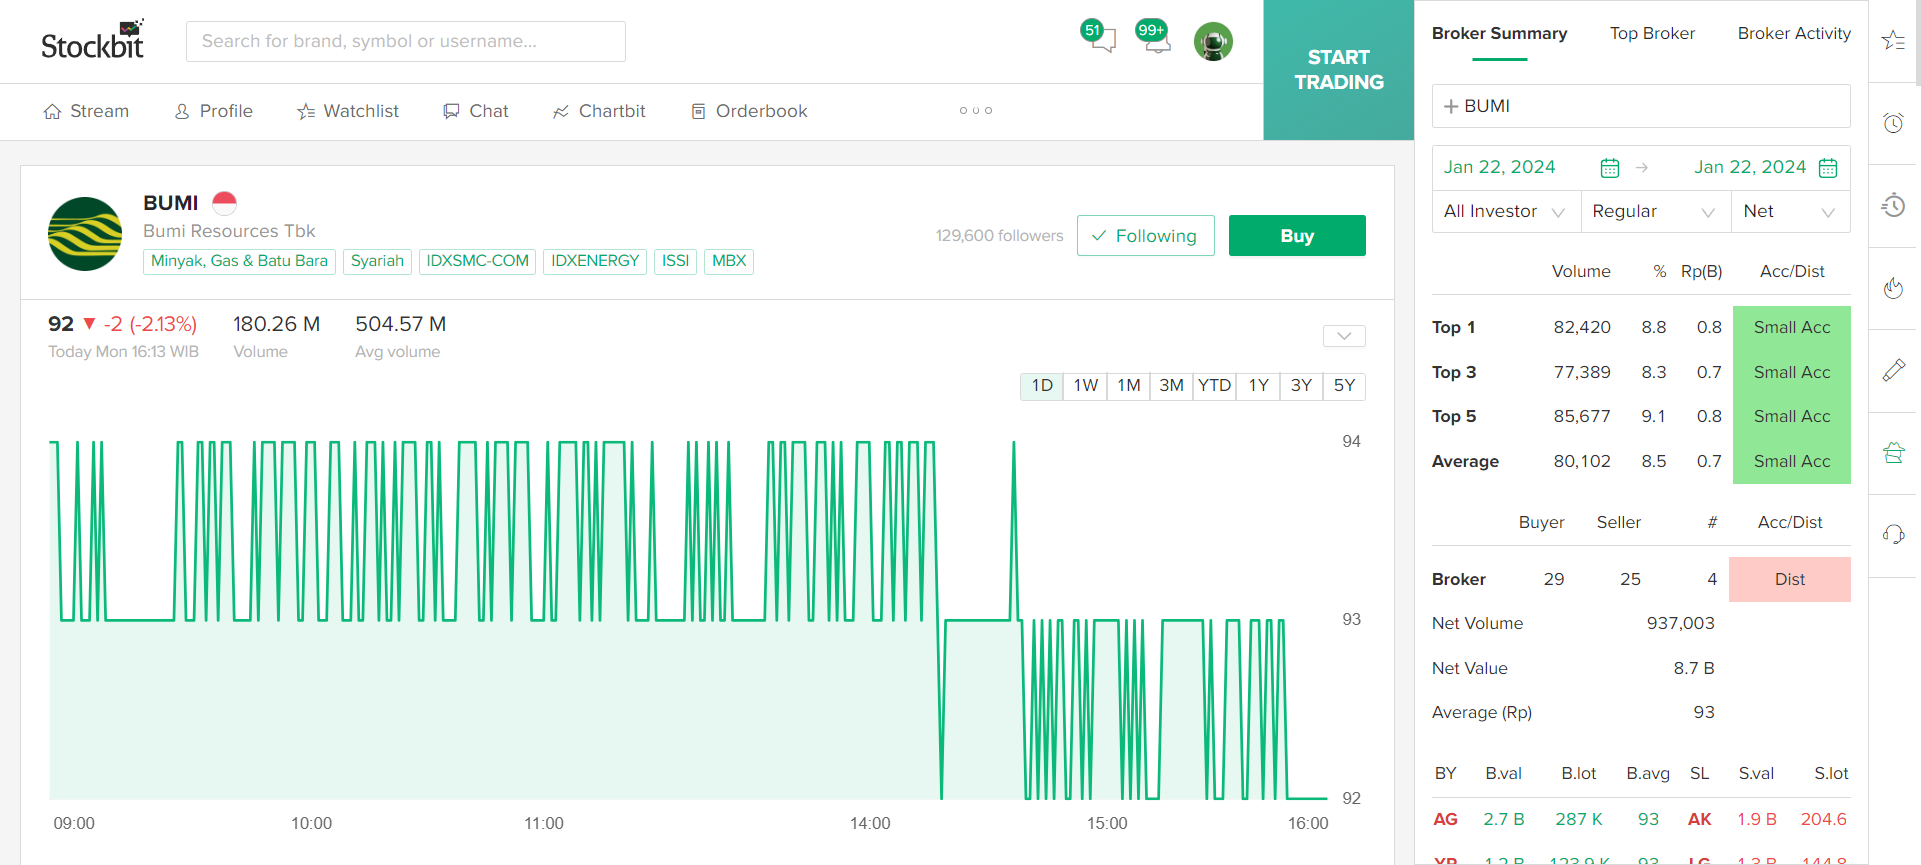 Stockbit
Search for brand, symbol or username...
51
99+
START
TRADING
Stream
Profile
Watchlist
Chat
Chartbit
Orderbook
BUMI
Bumi Resources Tbk
Minyak, Gas & Batu Bara
Syariah
IDXSMC-COM
IDXENERGY
ISSI
MBX
129,600 followers
Following
Buy
92 ▼ -2 (-2.13%)
180.26 M
504.57 M
Today Mon 16:13 WIB
Volume
Avg volume
1D 1W 1M 3M YTD 1Y 3Y 5Y
94
93
92
09:00 10:00 11:00 14:00 15:00 16:00
Broker Summary
Top Broker
Broker Activity
+ BUMI
Jan 22, 2024 → Jan 22, 2024
All Investor
Regular
Net
Volume % Rp(B) Acc/Dist
Top 1 82,420 8.8 0.8 Small Acc
Top 3 77,389 8.3 0.7 Small Acc
Top 5 85,677 9.1 0.8 Small Acc
Average 80,102 8.5 0.7 Small Acc
Buyer Seller # Acc/Dist
Broker 29 25 4 Dist
Net Volume 937,003
Net Value 8.7 B
Average (Rp) 93
BY B.val B.lot B.avg SL S.val S.lot
AG 2.7 B 287 K 93 AK 1.9 B 204.6